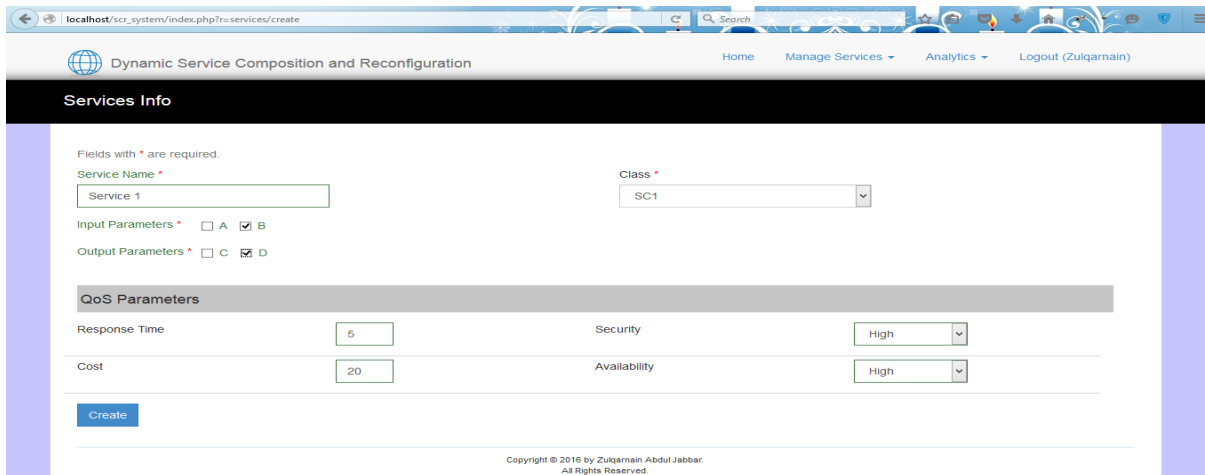 localhost/scr_system/index.php?r=services/create
Search
Dynamic Service Composition and Reconfiguration
Home Manage Services Analytics Logout (Zulqarnain)
Services Info
Fields with * are required.
Service Name * Class *
Service 1 SC1
Input Parameters * A B
Output Parameters * C D
QoS Parameters
Response Time 5 Security High
Cost 20 Availability High
Create
Copyright © 2016 by Zulqarnain Abdul Jabbar.
All Rights Reserved.